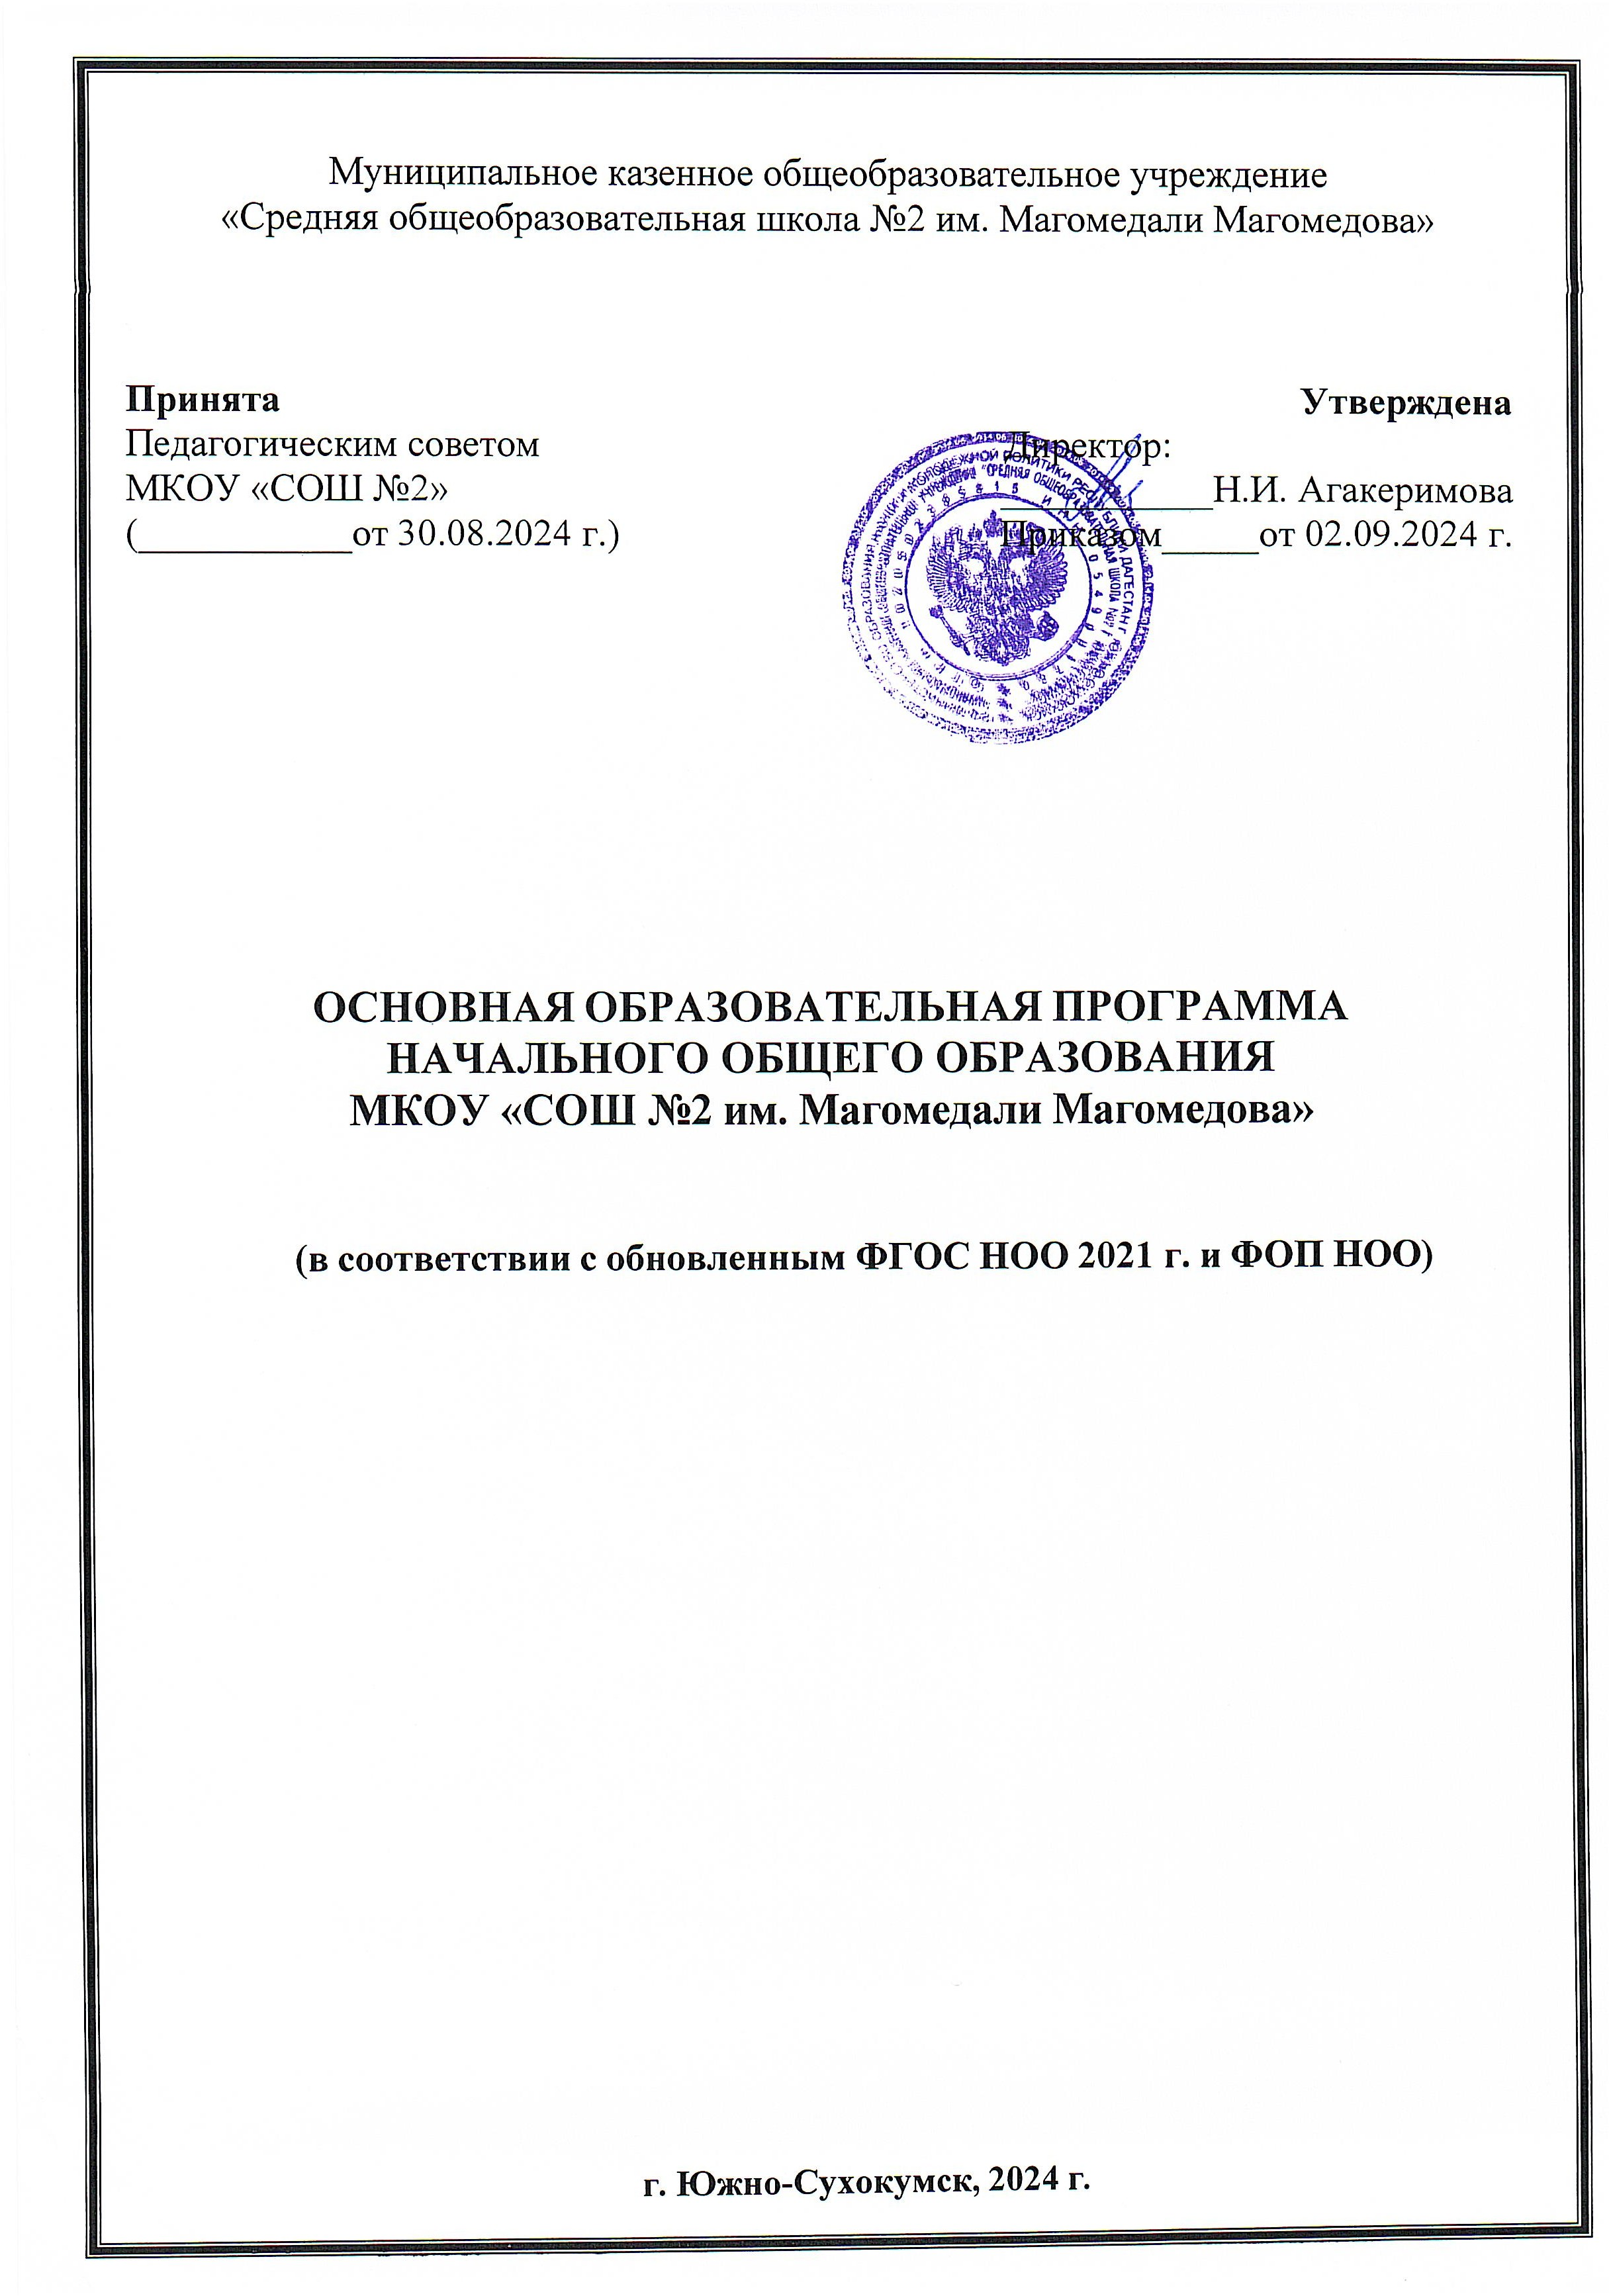 Муниципальное казенное общеобразовательное учреждение
«Средняя общеобразовательная школа №2 им. Магомедали Магомедова»
Принята
Педагогическим советом
МКОУ «СОШ №2»
(___________от 30.08.2024 г.)
Утверждена
Директор:
___________Н.И. Агакеримова
Приказом_____от 02.09.2024 г.
ОСНОВНАЯ ОБРАЗОВАТЕЛЬНАЯ ПРОГРАММА
НАЧАЛЬНОГО ОБЩЕГО ОБРАЗОВАНИЯ
МКОУ «СОШ №2 им. Магомедали Магомедова»
(в соответствии с обновленным ФГОС НОО 2021 г. и ФОП НОО)
г. Южно-Сухокумск, 2024 г.